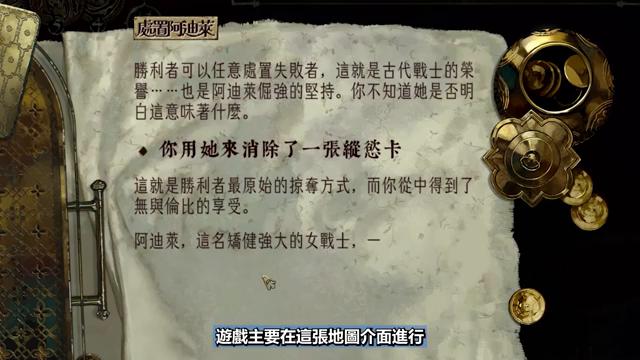 處置阿迪萊
勝利者可以任意處置失敗者，這就是古代戰士的榮
譽……也是阿迪萊倔強的堅持。你不知道她是否明
白這意味著什麼。
◆ 你用她來消除了一張縱慾卡
這就是勝利者最原始的掠奪方式，而你從中得到了
無與倫比的享受。
阿迪萊，這名矯健強大的女戰士，一
遊戲主要在這張地圖介面進行